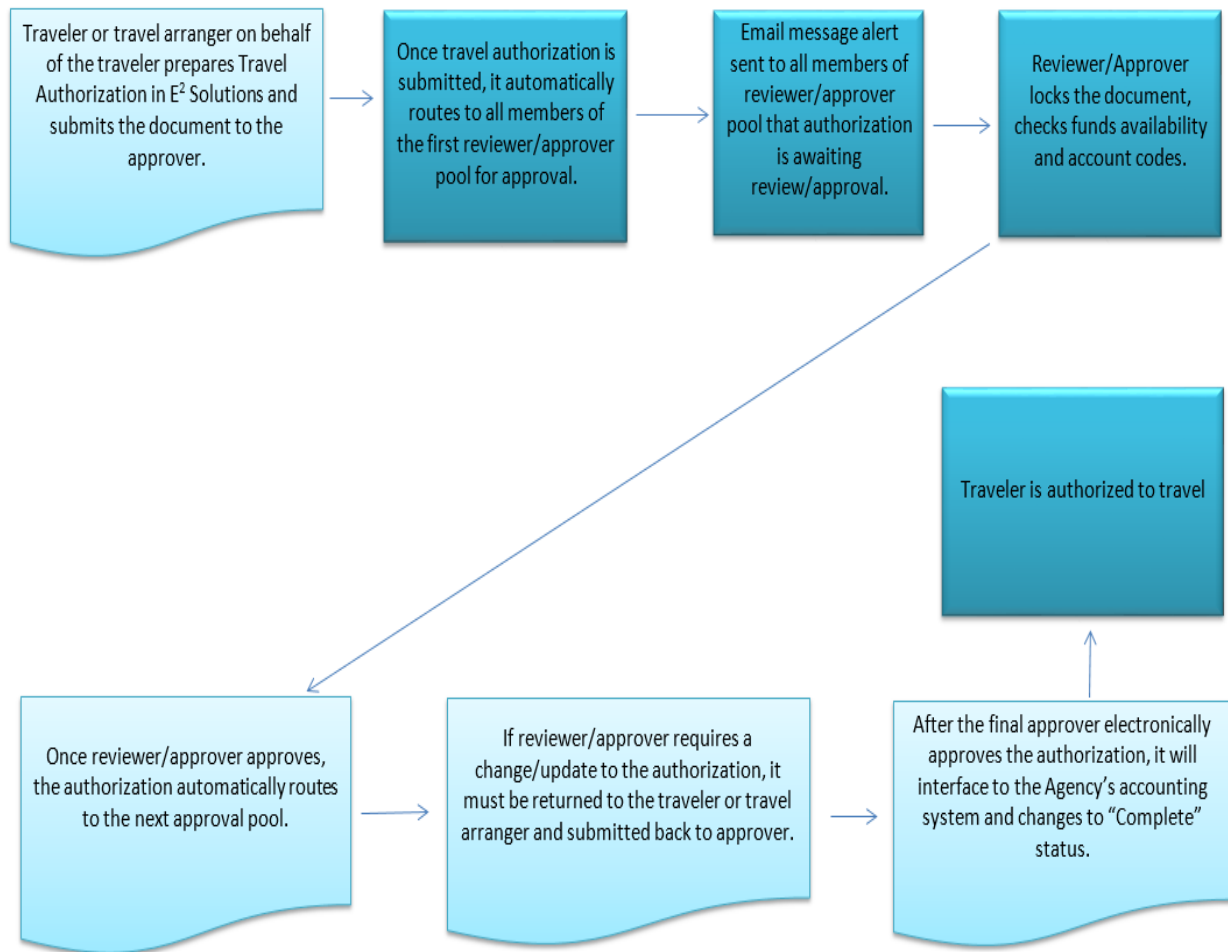 Traveler or travel arranger on behalf
of the traveler prepares Travel
Authorization in E² Solutions and
submits the document to the
approver.
Once travel authorization is
submitted, it automatically
routes to all members of
the first reviewer/approver
pool for approval.
Email message alert
sent to all members of
reviewer/approver
pool that authorization
is awaiting
review/approval.
Reviewer/Approver
locks the document,
checks funds availability
and account codes.
Traveler is authorized to travel
Once reviewer/approver approves,
the authorization automatically routes
to the next approval pool.
If reviewer/approver requires a
change/update to the authorization, it
must be returned to the traveler or travel
arranger and submitted back to approver.
After the final approver electronically
approves the authorization, it will
interface to the Agency’s accounting
system and changes to “Complete”
status.